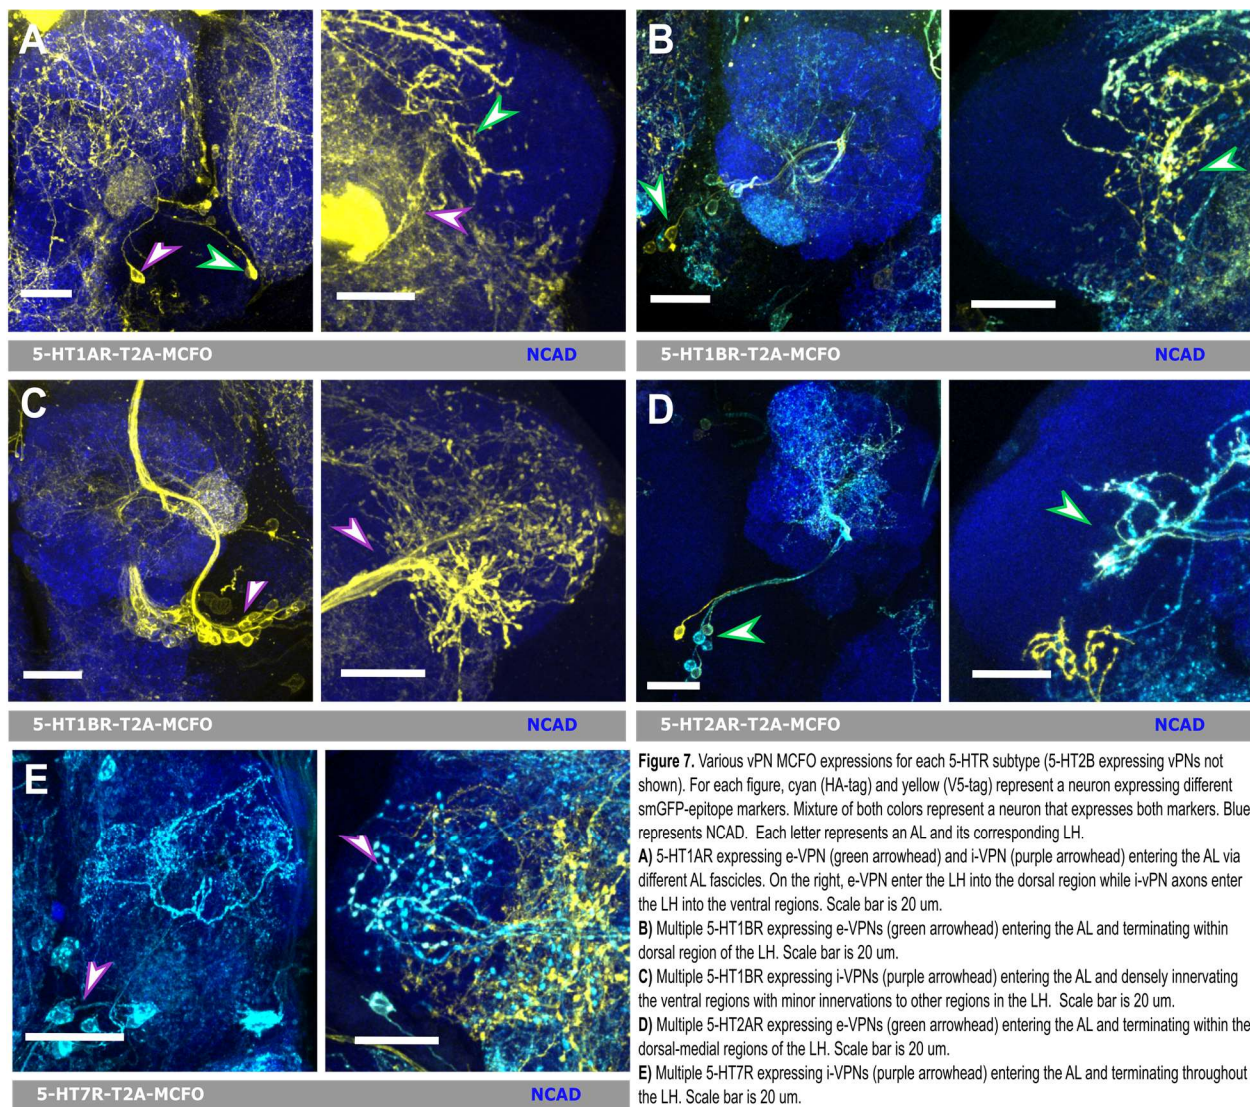 A
B
5-HT1AR-T2A-MCFO NCAD
5-HT1BR-T2A-MCFO NCAD
C
D
5-HT1BR-T2A-MCFO NCAD
5-HT2AR-T2A-MCFO NCAD
E
5-HT7R-T2A-MCFO NCAD
Figure 7. Various vPN MCFO expressions for each 5-HTR subtype (5-HT2B expressing vPNs not
shown). For each figure, cyan (HA-tag) and yellow (V5-tag) represent a neuron expressing different
smGFP-epitope markers. Mixture of both colors represent a neuron that expresses both markers. Blue
represents NCAD. Each letter represents an AL and its corresponding LH.
A) 5-HT1AR expressing e-VPN (green arrowhead) and i-VPN (purple arrowhead) entering the AL via
different AL fascicles. On the right, e-VPN enter the LH into the dorsal region while i-vPN axons enter
the LH into the ventral regions. Scale bar is 20 um.
B) Multiple 5-HT1BR expressing e-VPNs (green arrowhead) entering the AL and terminating within
dorsal region of the LH. Scale bar is 20 um.
C) Multiple 5-HT1BR expressing i-VPNs (purple arrowhead) entering the AL and densely innervating
the ventral regions with minor innervations to other regions in the LH. Scale bar is 20 um.
D) Multiple 5-HT2AR expressing e-VPNs (green arrowhead) entering the AL and terminating within the
dorsal-medial regions of the LH. Scale bar is 20 um.
E) Multiple 5-HT7R expressing i-VPNs (purple arrowhead) entering the AL and terminating throughout
the LH. Scale bar is 20 um.